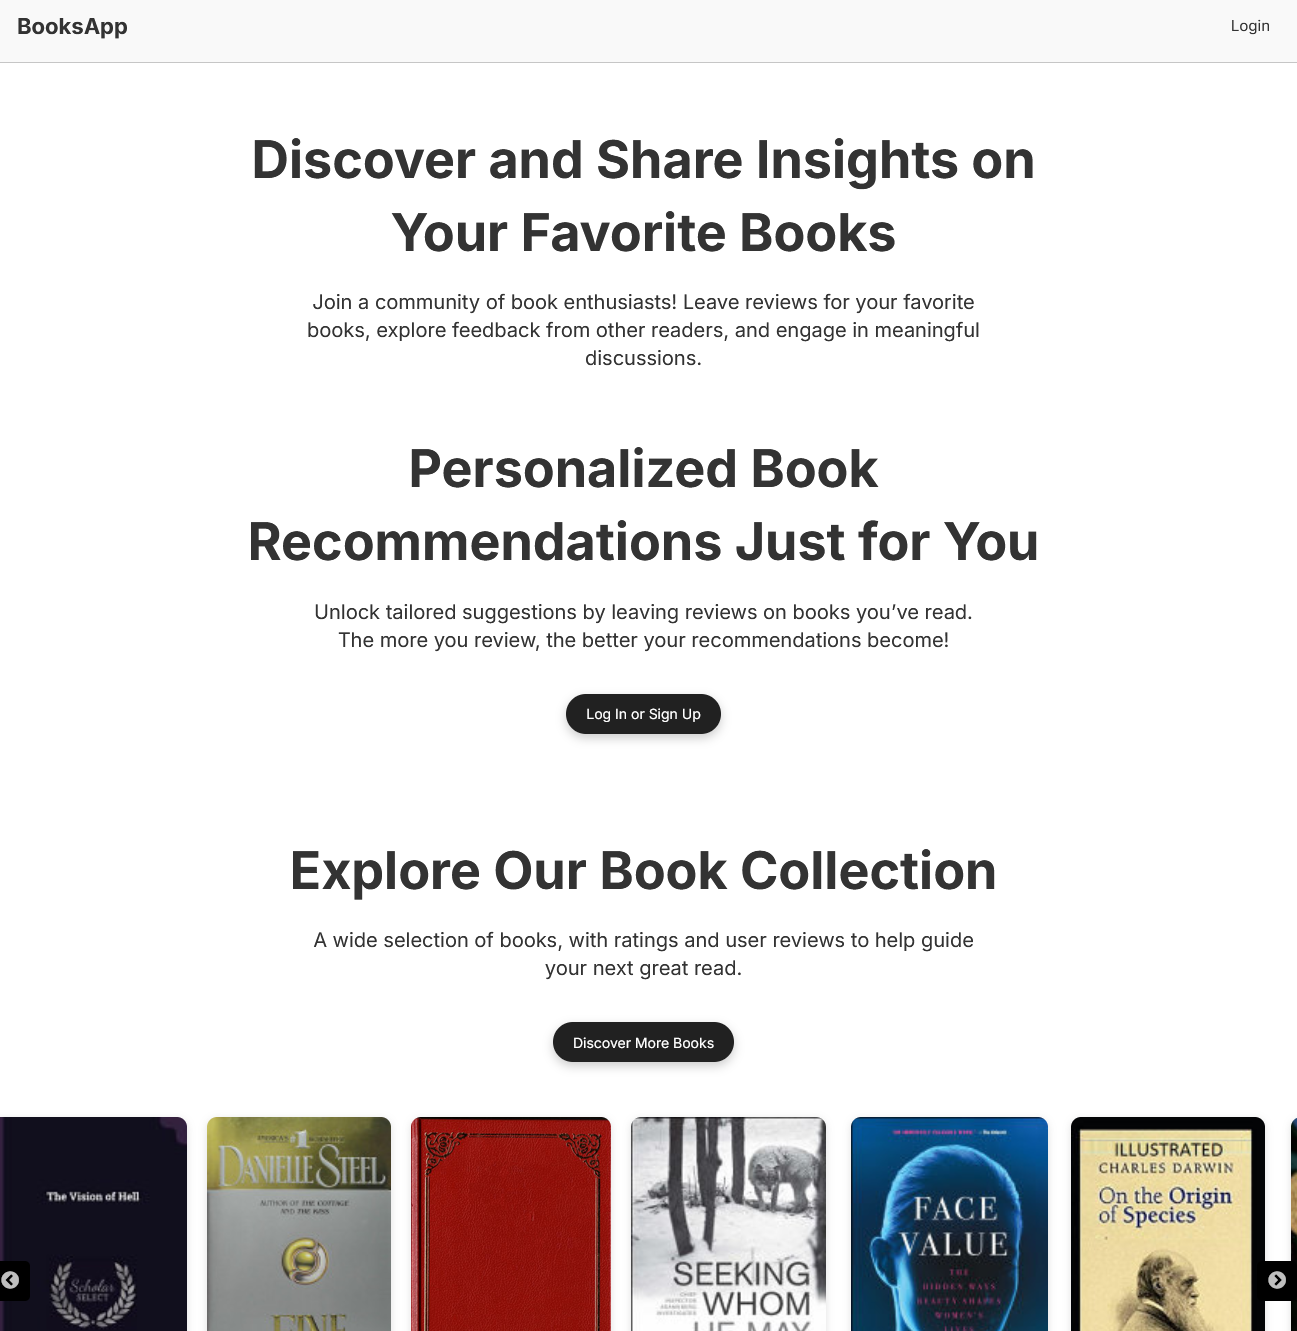 BooksApp
Login
Discover and Share Insights on
Your Favorite Books
Join a community of book enthusiasts! Leave reviews for your favorite
books, explore feedback from other readers, and engage in meaningful
discussions.
Personalized Book
Recommendations Just for You
Unlock tailored suggestions by leaving reviews on books you’ve read.
The more you review, the better your recommendations become!
Log In or Sign Up
Explore Our Book Collection
A wide selection of books, with ratings and user reviews to help guide
your next great read.
Discover More Books
The Vision of Hell
Scholar
SELECT
#1
DANIELLE STEEL
AUTHOR OF THE COTTAGE
AND THE KISS
SEEKING
WHOM
HE MAY
FACE
VALUE
THE
HIDDEN WAYS
BEAUTY SHAPES
WOMEN'S
LIVES
ILLUSTRATED
CHARLES DARWIN
On the Origin
of Species